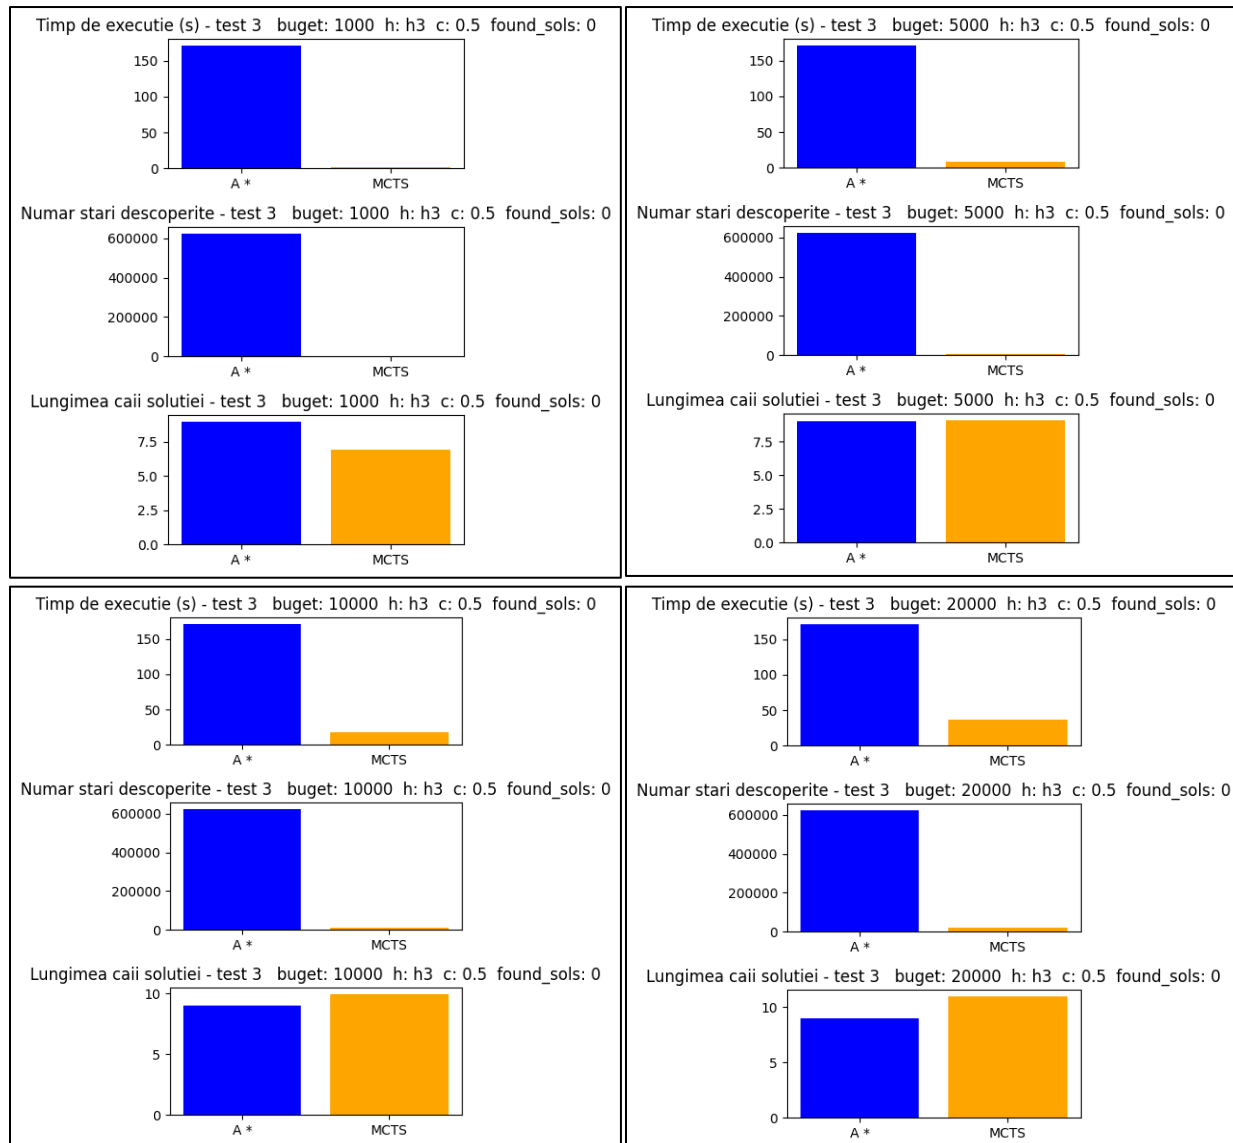 Timp de executie (s) - test 3   buget: 1000  h: h3  c: 0.5  found_sols: 0
150
100
50
0
A *
MCTS
Numar stari descoperite - test 3   buget: 1000  h: h3  c: 0.5  found_sols: 0
600000
400000
200000
0
A *
MCTS
Lungimea caii solutiei - test 3   buget: 1000  h: h3  c: 0.5  found_sols: 0
7.5
5.0
2.5
0.0
A *
MCTS
Timp de executie (s) - test 3   buget: 5000  h: h3  c: 0.5  found_sols: 0
150
100
50
0
A *
MCTS
Numar stari descoperite - test 3   buget: 5000  h: h3  c: 0.5  found_sols: 0
600000
400000
200000
0
A *
MCTS
Lungimea caii solutiei - test 3   buget: 5000  h: h3  c: 0.5  found_sols: 0
7.5
5.0
2.5
0.0
A *
MCTS
Timp de executie (s) - test 3   buget: 10000  h: h3  c: 0.5  found_sols: 0
150
100
50
0
A *
MCTS
Numar stari descoperite - test 3   buget: 10000  h: h3  c: 0.5  found_sols: 0
600000
400000
200000
0
A *
MCTS
Lungimea caii solutiei - test 3   buget: 10000  h: h3  c: 0.5  found_sols: 0
10
5
0
A *
MCTS
Timp de executie (s) - test 3   buget: 20000  h: h3  c: 0.5  found_sols: 0
150
100
50
0
A *
MCTS
Numar stari descoperite - test 3   buget: 20000  h: h3  c: 0.5  found_sols: 0
600000
400000
200000
0
A *
MCTS
Lungimea caii solutiei - test 3   buget: 20000  h: h3  c: 0.5  found_sols: 0
10
5
0
A *
MCTS